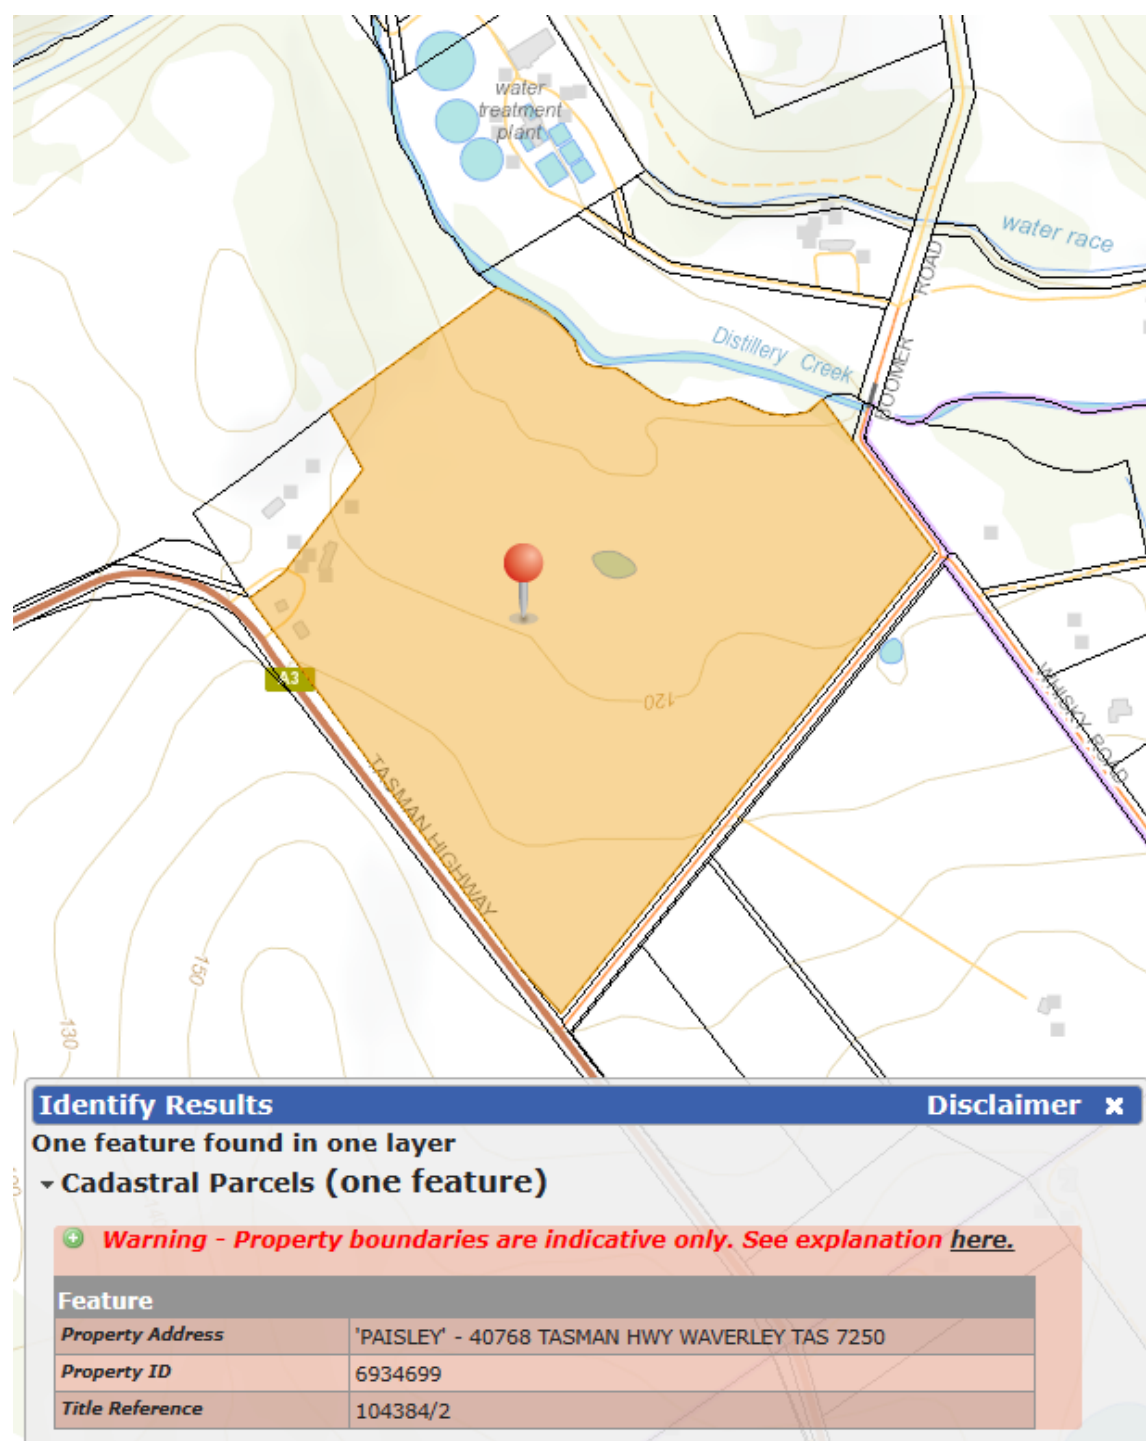 water
treatment
plant
water race
ROAD
BOOMER
Distillery Creek
A3
120
WHISKY ROAD
TASMAN HIGHWAY
150
130
Identify Results Disclaimer ×
One feature found in one layer
Cadastral Parcels (one feature)
Warning - Property boundaries are indicative only. See explanation here.
Feature
Property Address 'PAISLEY' - 40768 TASMAN HWY WAVERLEY TAS 7250
Property ID 6934699
Title Reference 104384/2